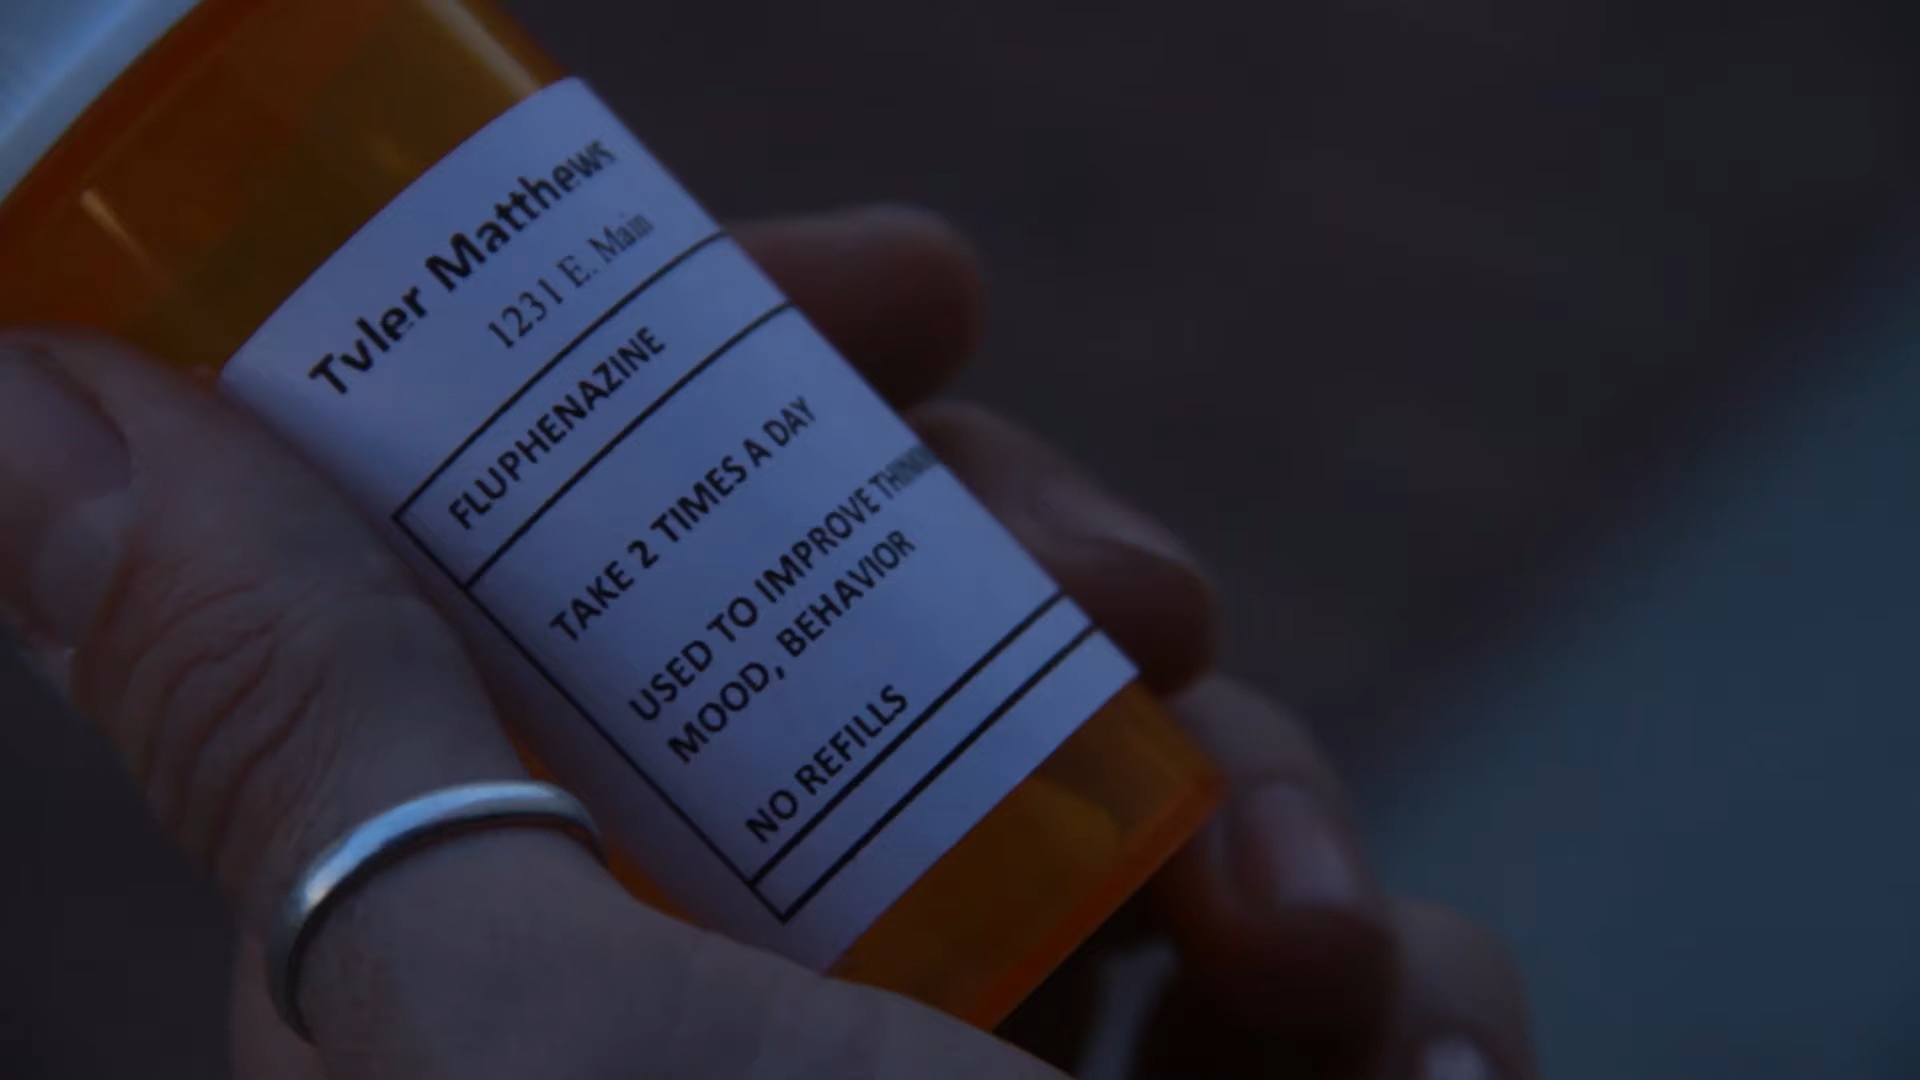 Tyler Matthews
1231 E. Main
FLUPHENAZINE
TAKE 2 TIMES A DAY
USED TO IMPROVE
MOOD, BEHAVIOR
NO REFILLS